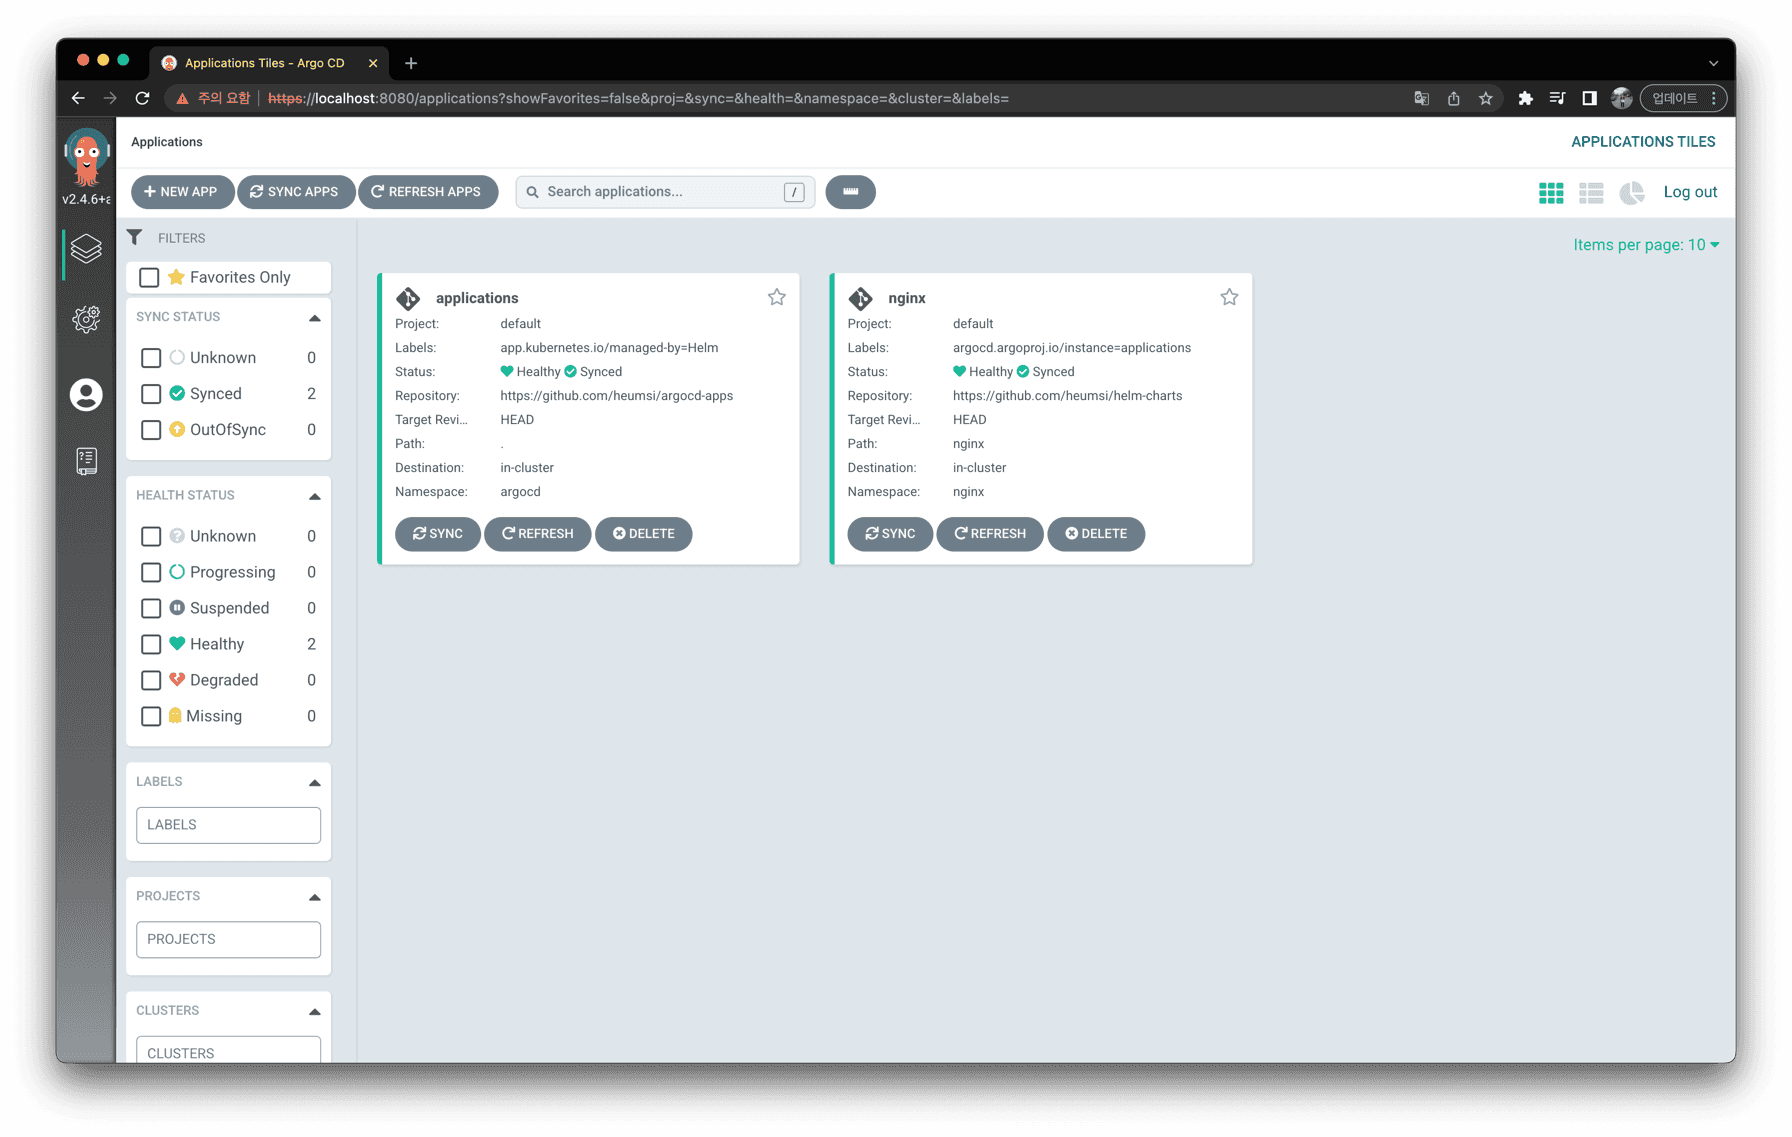 Applications Tiles - Argo CD
주의 요함 https://localhost:8080/applications?showFavorites=false&proj=&sync=&health=&namespace=&cluster=&labels=
업데이트
v2.4.6+a
Applications
APPLICATIONS TILES
NEW APP SYNC APPS REFRESH APPS Search applications... / Log out
FILTERS
Items per page: 10
Favorites Only
SYNC STATUS
Unknown 0
Synced 2
OutOfSync 0
HEALTH STATUS
Unknown 0
Progressing 0
Suspended 0
Healthy 2
Degraded 0
Missing 0
LABELS
LABELS
PROJECTS
PROJECTS
CLUSTERS
CLUSTERS
applications
Project: default
Labels: app.kubernetes.io/managed-by=Helm
Status: Healthy Synced
Repository: https://github.com/heumsi/argocd-apps
Target Revi... HEAD
Path: .
Destination: in-cluster
Namespace: argocd
SYNC REFRESH DELETE
nginx
Project: default
Labels: argocd.argoproj.io/instance=applications
Status: Healthy Synced
Repository: https://github.com/heumsi/helm-charts
Target Revi... HEAD
Path: nginx
Destination: in-cluster
Namespace: nginx
SYNC REFRESH DELETE